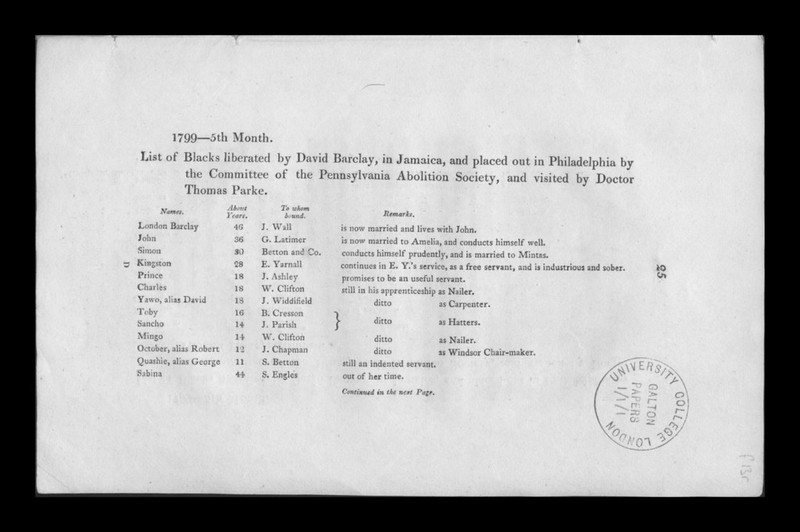 1799—5th Month.
List of Blacks liberated by David Barclay, in Jamaica, and placed out in Philadelphia by
the Committee of the Pennsylvania Abolition Society, and visited by Doctor
Thomas Parke.
Names. About Years. To whom bound. Remarks.
London Barclay 46 J. Wall is now married and lives with John.
John 36 G. Latimer is now married to Amelia, and conducts himself well.
Simon 30 Betton and Co. conducts himself prudently, and is married to Mintas.
Kingston 28 E. Yarnall continues in E. Y.'s service, as a free servant, and is industrious and sober.
Prince 18 J. Ashley promises to be an useful servant.
Charles 18 W. Clifton still in his apprenticeship as Nailer.
Yawo, alias David 18 J. Widdifield ditto as Carpenter.
Toby 16 B. Cresson
Sancho 14 J. Parish } ditto as Hatters.
Mingo 14 W. Clifton ditto as Nailer.
October, alias Robert 12 J. Chapman ditto as Windsor Chair-maker.
Quashie, alias George 11 S. Betton still an indented servant.
Sabina 44 S. Engles out of her time.
Continued in the next Page.
D
25
UNIVERSITY COLLEGE LONDON
GALTON
PAPERS
1/1/1